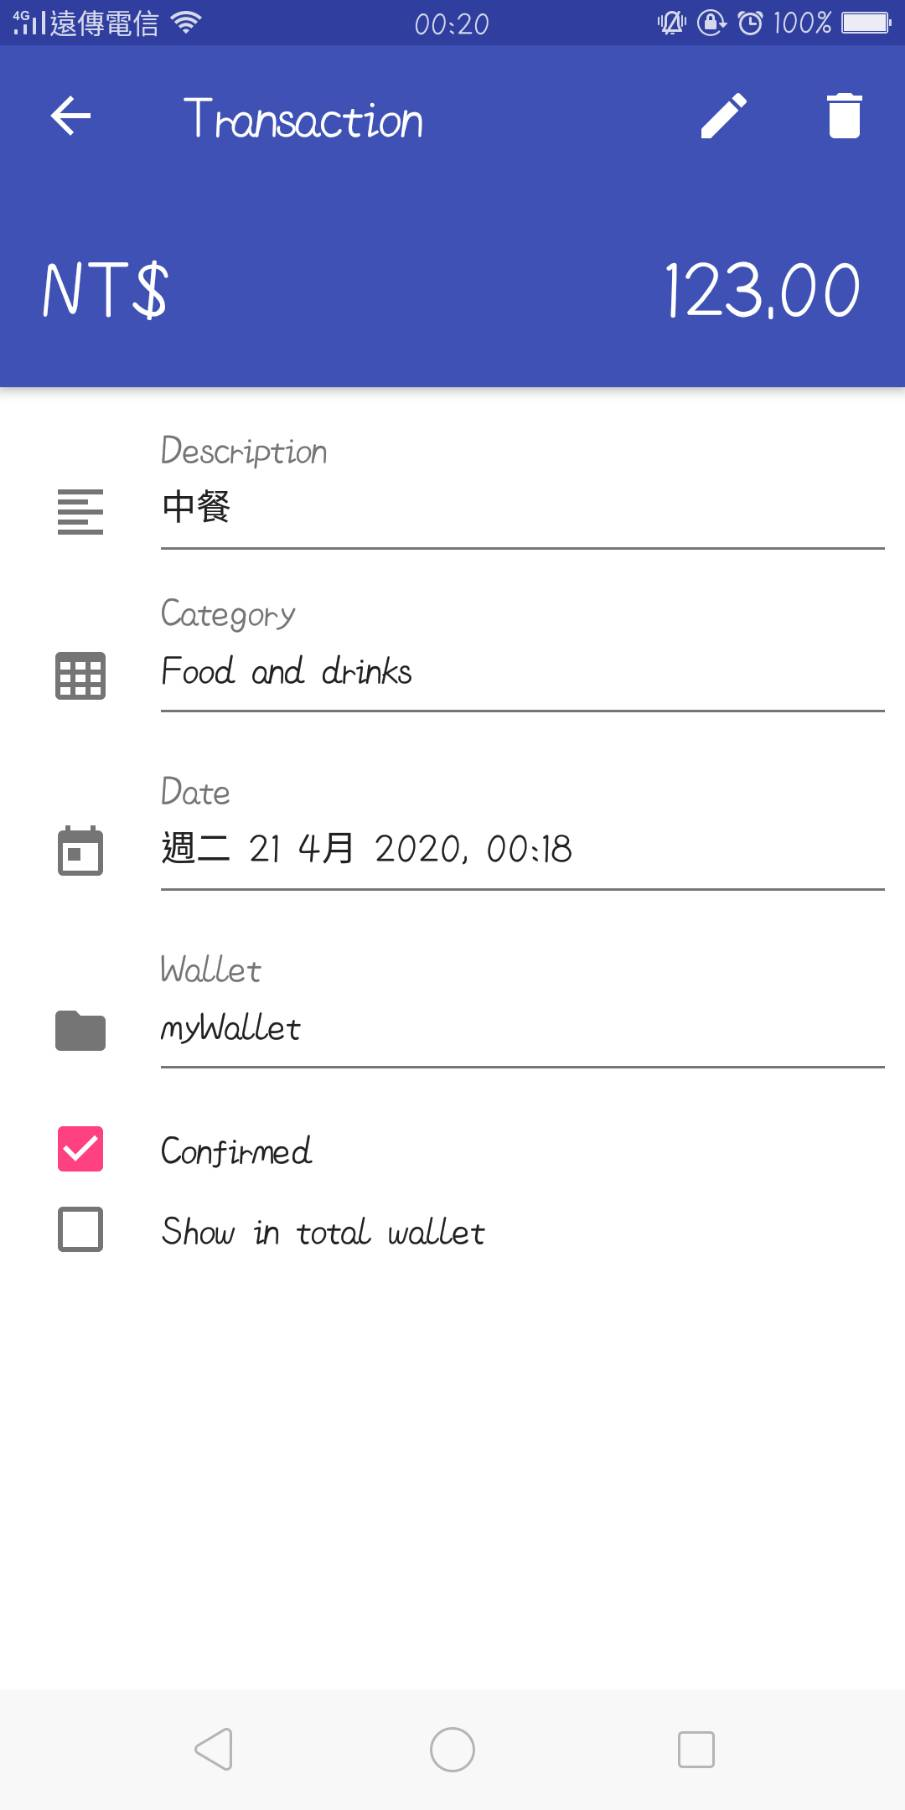 4G 遠傳電信 00:20 100%
Transaction
NT$ 123.00
Description
中餐
Category
Food and drinks
Date
週二 21 4月 2020, 00:18
Wallet
myWallet
Confirmed
Show in total wallet